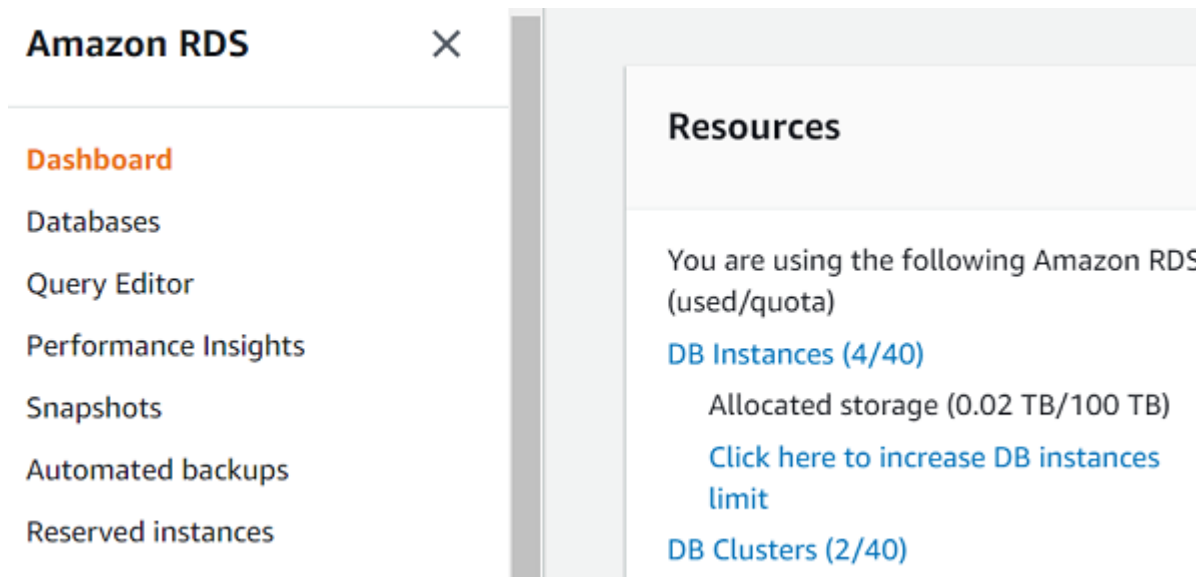 Amazon RDS
Dashboard
Databases
Query Editor
Performance Insights
Snapshots
Automated backups
Reserved instances
Resources
You are using the following Amazon RDS
(used/quota)
DB Instances (4/40)
Allocated storage (0.02 TB/100 TB)
Click here to increase DB instances
limit
DB Clusters (2/40)